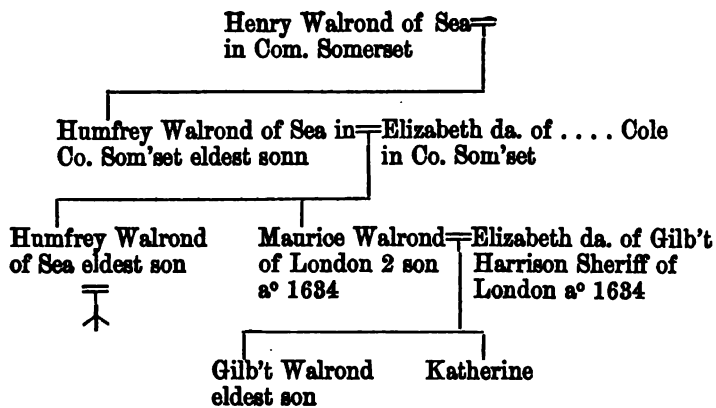 Henry Walrond of Sea
in Com. Somerset
Humfrey Walrond of Sea in
Co. Som'set eldest sonn
Elizabeth da. of . . . . Cole
in Co. Som'set
Humfrey Walrond
of Sea eldest son
Maurice Walrond
of London 2 son
aº 1634
Elizabeth da. of Gilb't
Harrison Sheriff of
London aº 1634
Gilb't Walrond
eldest son
Katherine